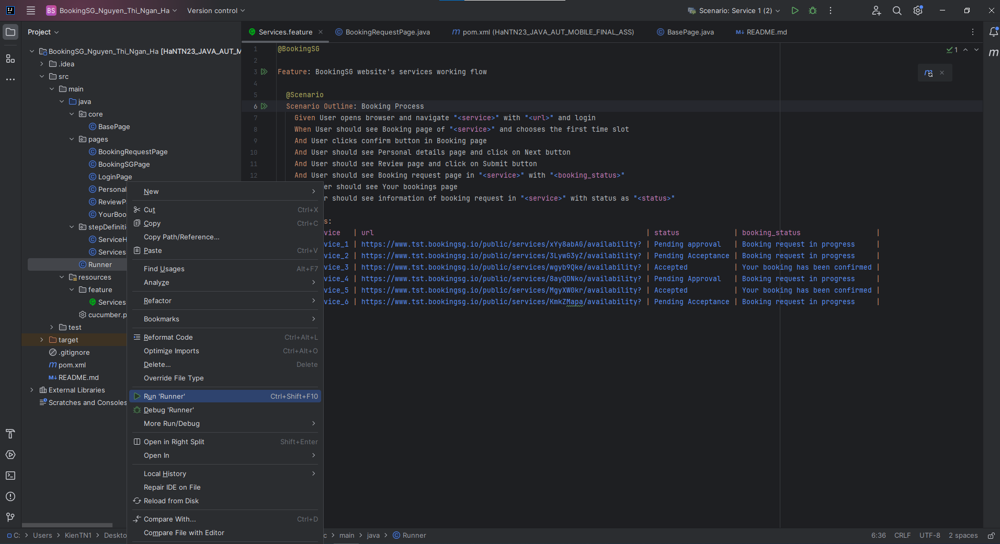 BS BookingSG_Nguyen_Thi_Ngan_Ha Version control Scenario: Service 1 (2)
Project
Services.feature BookingRequestPage.java pom.xml (HaNTN23_JAVA_AUT_MOBILE_FINAL_ASS) BasePage.java README.md
BookingSG_Nguyen_Thi_Ngan_Ha [HaNTN23_JAVA_AUT_M
.idea
src
main
java
core
BasePage
pages
BookingRequestPage
BookingSGPage
LoginPage
Personal
ReviewP
YourBoo
stepDefiniti
ServiceH
Services
Runner
resources
feature
Services
cucumber.p
test
target
.gitignore
pom.xml
README.md
External Libraries
Scratches and Consoles
1 @BookingSG
2
3 Feature: BookingSG website's services working flow
4
5 @Scenario
6 Scenario Outline: Booking Process
7 Given User opens browser and navigate "<service>" with "<url>" and login
8 When User should see Booking page of "<service>" and chooses the first time slot
9 And User clicks confirm button in Booking page
10 And User should see Personal details page and click on Next button
11 And User should see Review page and click on Submit button
12 And User should see Booking request page in "<service>" with "<booking_status>"
er should see Your bookings page
r should see information of booking request in "<service>" with status as "<status>"
s:
vice | url | status | booking_status |
vice_1 | https://www.tst.bookingsg.io/public/services/xYy8abAG/availability? | Pending approval | Booking request in progress |
vice_2 | https://www.tst.bookingsg.io/public/services/3LywG3yZ/availability? | Pending Acceptance | Booking request in progress |
vice_3 | https://www.tst.bookingsg.io/public/services/wgyb9Qke/availability? | Accepted | Your booking has been confirmed |
vice_4 | https://www.tst.bookingsg.io/public/services/8ayQDNko/availability? | Pending Approval | Booking request in progress |
vice_5 | https://www.tst.bookingsg.io/public/services/MgyXW0kr/availability? | Accepted | Your booking has been confirmed |
vice_6 | https://www.tst.bookingsg.io/public/services/KmkZMapa/availability? | Pending Acceptance | Booking request in progress |
1
New
Cut Ctrl+X
Copy Ctrl+C
Copy Path/Reference...
Paste Ctrl+V
Find Usages Alt+F7
Analyze
Refactor
Bookmarks
Reformat Code Ctrl+Alt+L
Optimize Imports Ctrl+Alt+O
Delete... Delete
Override File Type
Run 'Runner' Ctrl+Shift+F10
Debug 'Runner'
More Run/Debug
Open in Right Split Shift+Enter
Open In
Local History
Repair IDE on File
Reload from Disk
Compare With... Ctrl+D
Compare File with Editor
C: > Users > KienTN1 > Deskto c > main > java > Runner 6:36 CRLF UTF-8 2 spaces